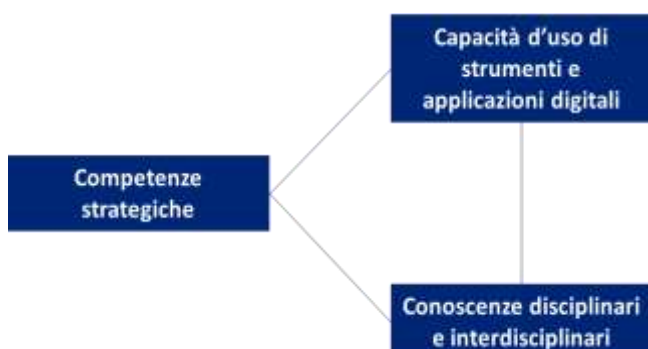 Capacità d'uso di
strumenti e
applicazioni digitali
Competenze
strategiche
Conoscenze disciplinari
e interdisciplinari